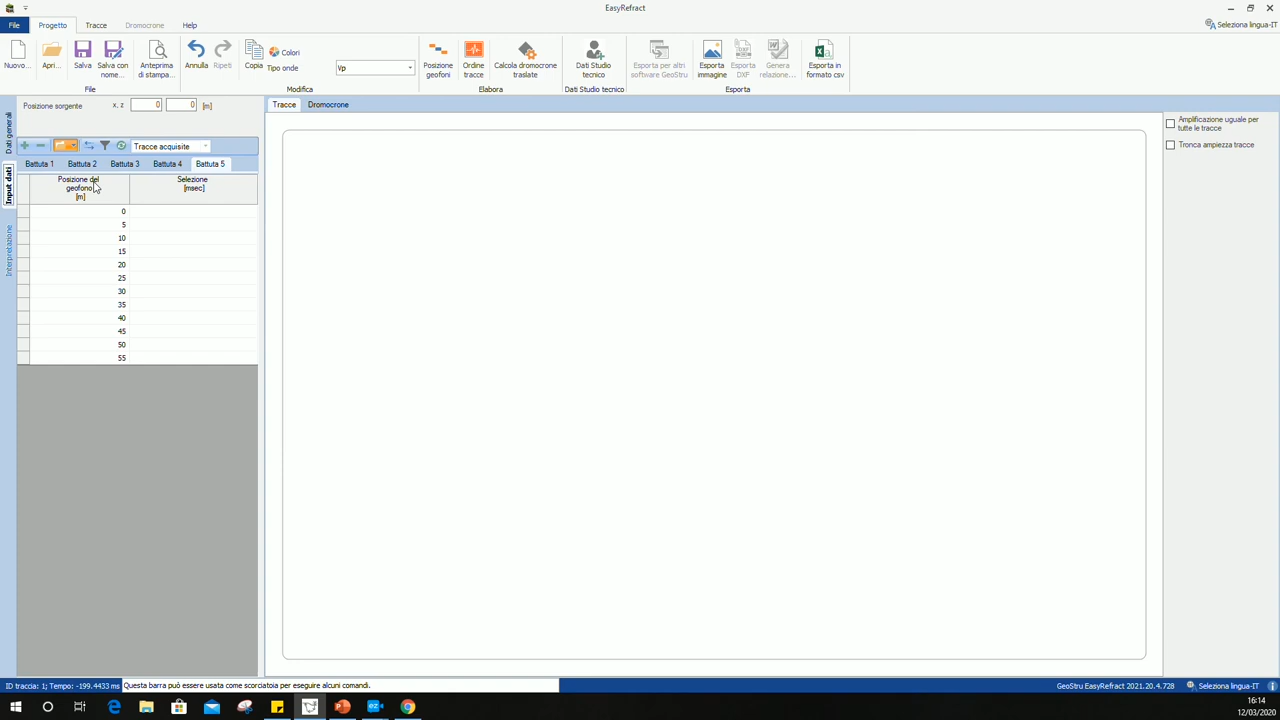 EasyRefract
File
Progetto
Tracce
Dromocrone
Help
Seleziona lingua-IT
Nuovo...
Apri...
Salva
Salva con nome...
Anteprima di stampa...
Annulla
Ripeti
Copia
Colori
Tipo onde
Vp
Posizione geofoni
Ordine tracce
Calcola dromocrone traslate
Dati Studio tecnico
Esporta per altri software GeoStru
Esporta immagine
Esporta DXF
Genera relazione...
Esporta in formato csv
File
Modifica
Elabora
Dati Studio tecnico
Esporta
Posizione sorgente
x, z
0
0
[m]
Tracce
Dromocrone
Dati generali
Input dati
Interpretazione
Tracce acquisite
Battuta 1
Battuta 2
Battuta 3
Battuta 4
Battuta 5
Posizione del
geofono
[m]
Selezione
[msec]
0
5
10
15
20
25
30
35
40
45
50
55
Amplificazione uguale per
tutte le tracce
Tronca ampiezza tracce
ID traccia: 1; Tempo: -199.4433 ms
Questa barra può essere usata come scorciatoia per eseguire alcuni comandi.
GeoStru EasyRefract 2021.20.4.728
Seleziona lingua-IT
16:14
12/03/2020